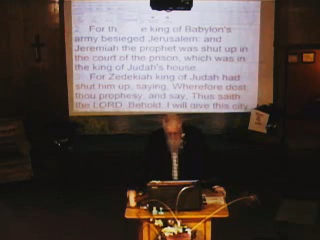 2 For th e king of Babylon's
army besieged Jerusalem: and
Jeremiah the prophet was shut up in
the court of the prison, which was in
the king of Judah's house.
3 For Zedekiah king of Judah had
shut him up, saying, Wherefore dost
thou prophesy, and say, Thus saith
the LORD, Behold, I will give this city